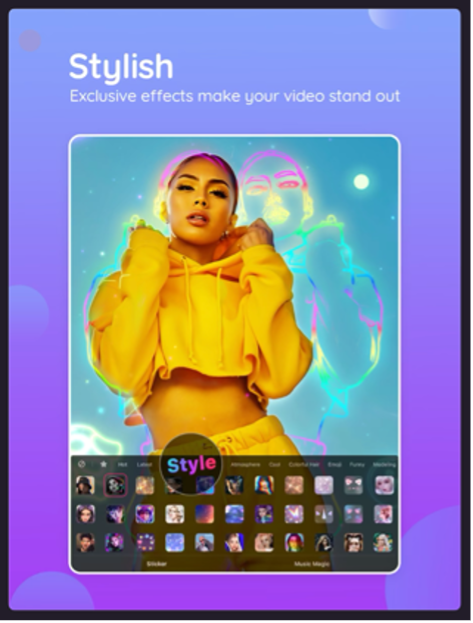 Stylish
Exclusive effects make your video stand out
Hot Latest Style Atmosphere Cool Colorful Hair Emoji Funny
Sticker Music Magic